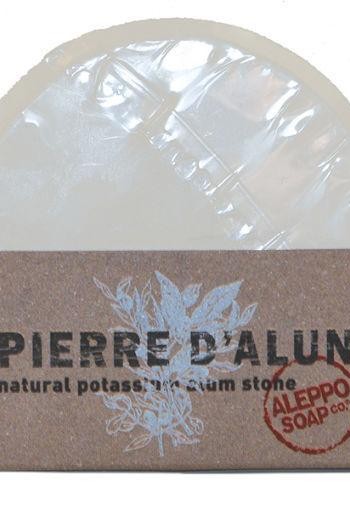 PIERRE D'ALUN
natural potassium alum stone
ALEPPO
SOAP CO.